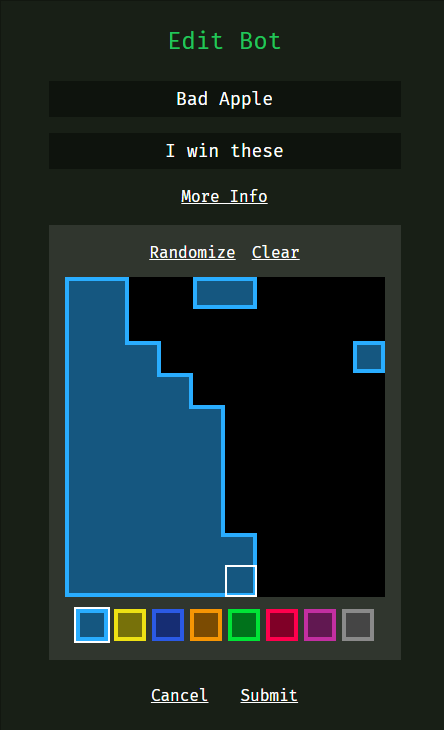 Edit Bot
Bad Apple
I win these
More Info
Randomize Clear
Cancel Submit